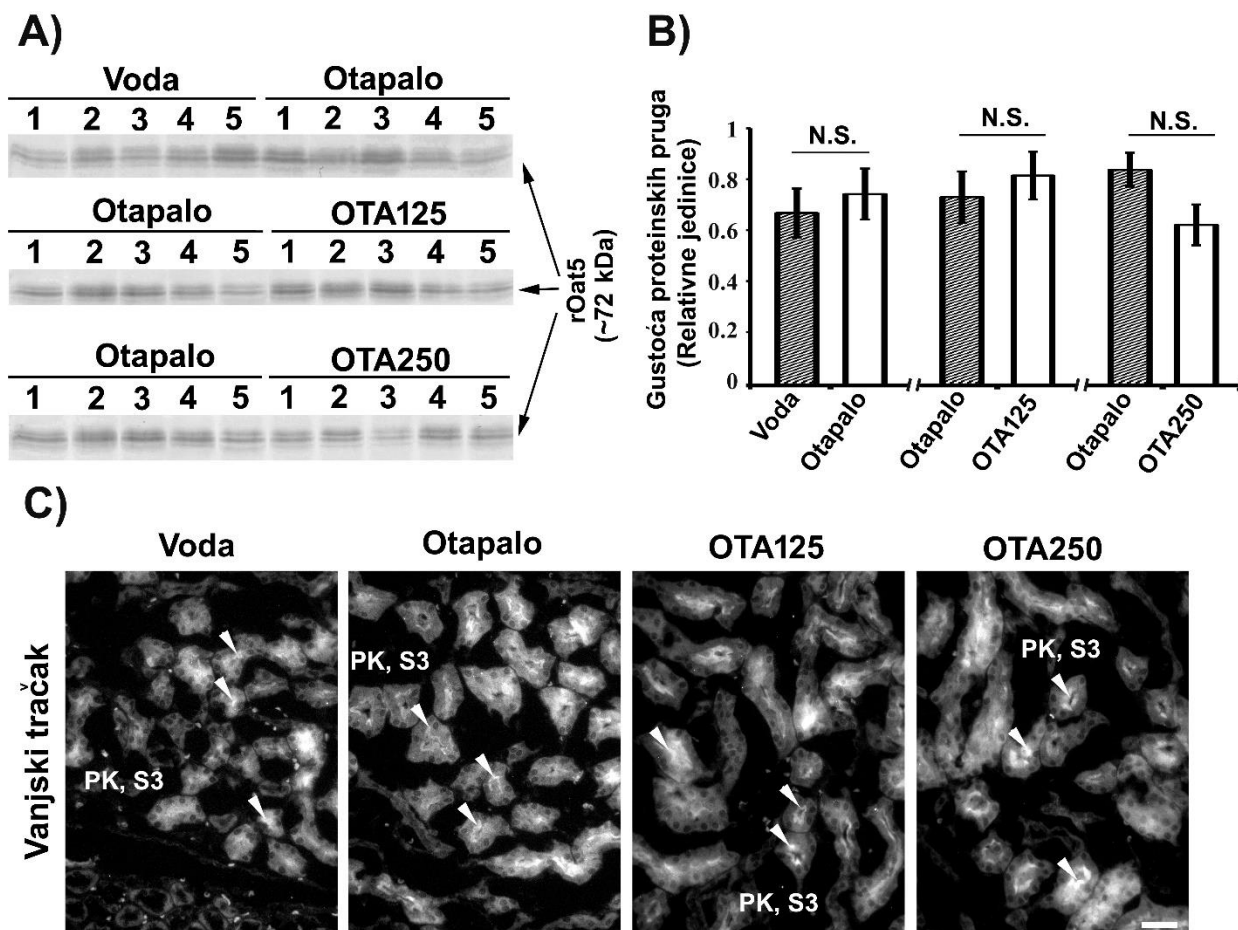 A)
Voda Otapalo
1 2 3 4 5 1 2 3 4 5
Otapalo OTA125
1 2 3 4 5 1 2 3 4 5
Otapalo OTA250
1 2 3 4 5 1 2 3 4 5
rOat5
(~72 kDa)
B)
Gustoća proteinskih pruga
(Relativne jedinice)
1
0.8
0.6
0.4
0.2
0
N.S. N.S. N.S.
Voda Otapalo Otapalo OTA125 Otapalo OTA250
C)
Voda Otapalo OTA125 OTA250
Vanjski tračak
PK, S3
PK, S3
PK, S3
PK, S3